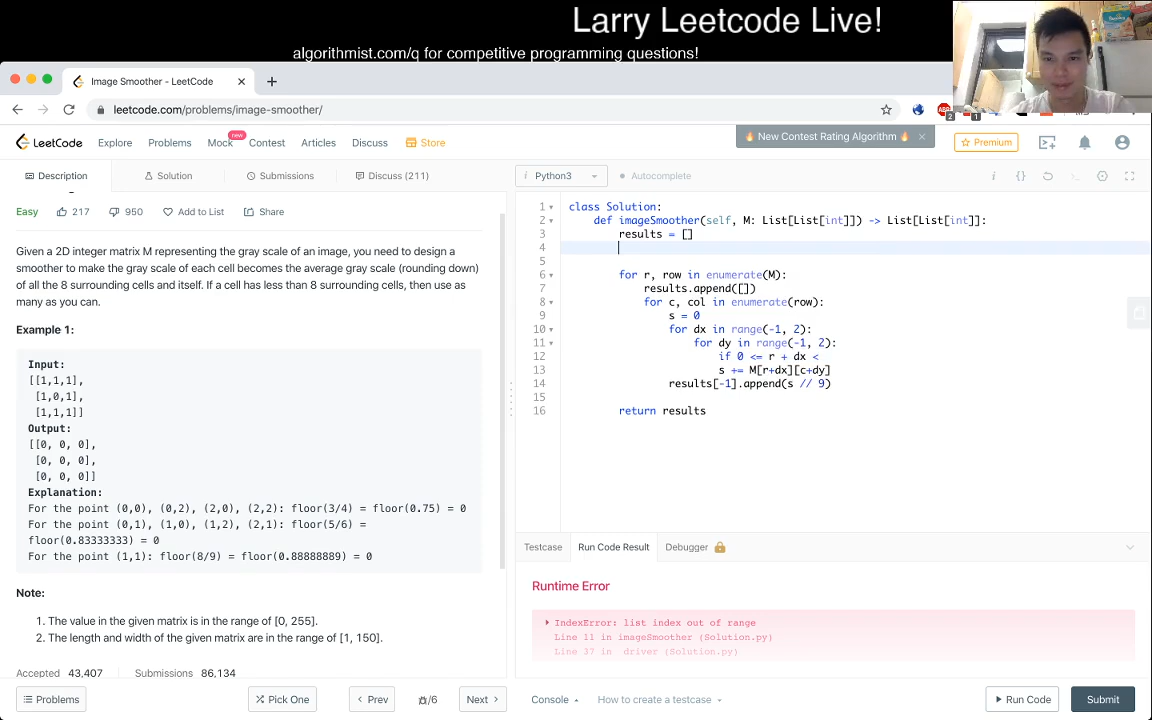 Larry Leetcode Live!
algorithmist.com/q for competitive programming questions!
Image Smoother - LeetCode
leetcode.com/problems/image-smoother/
LeetCode
Explore
Problems
Mock
new
Contest
Articles
Discuss
Store
🔥 New Contest Rating Algorithm 🔥
Premium
Description
Solution
Submissions
Discuss (211)
i Python3
Autocomplete
Easy
217
950
Add to List
Share
Given a 2D integer matrix M representing the gray scale of an image, you need to design a
smoother to make the gray scale of each cell becomes the average gray scale (rounding down)
of all the 8 surrounding cells and itself. If a cell has less than 8 surrounding cells, then use as
many as you can.
Example 1:
Input:
[[1,1,1],
[1,0,1],
[1,1,1]]
Output:
[[0, 0, 0],
[0, 0, 0],
[0, 0, 0]]
Explanation:
For the point (0,0), (0,2), (2,0), (2,2): floor(3/4) = floor(0.75) = 0
For the point (0,1), (1,0), (1,2), (2,1): floor(5/6) =
floor(0.83333333) = 0
For the point (1,1): floor(8/9) = floor(0.88888889) = 0
Note:
1. The value in the given matrix is in the range of [0, 255].
2. The length and width of the given matrix are in the range of [1, 150].
Accepted 43,407 Submissions 86,134
1 class Solution:
2 def imageSmoother(self, M: List[List[int]]) -> List[List[int]]:
3 results = []
4
5
6 for r, row in enumerate(M):
7 results.append([])
8 for c, col in enumerate(row):
9 s = 0
10 for dx in range(-1, 2):
11 for dy in range(-1, 2):
12 if 0 <= r + dx <
13 s += M[r+dx][c+dy]
14 results[-1].append(s // 9)
15
16 return results
Testcase
Run Code Result
Debugger
Runtime Error
IndexError: list index out of range
Line 11 in imageSmoother (Solution.py)
Line 37 in _driver (Solution.py)
Problems
Pick One
Prev
/6
Next
Console
How to create a testcase
Run Code
Submit